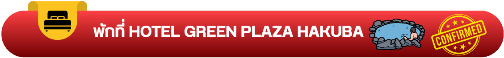 พักที่ HOTEL GREEN PLAZA HAKUBA
CONFIRMED